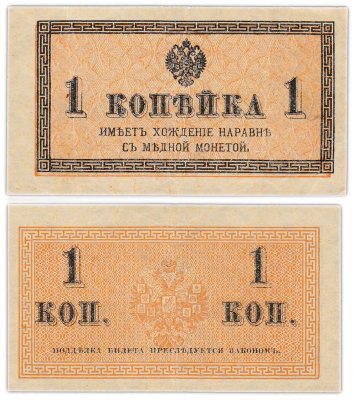 1 КОПѢЙКА 1
ИМѢЕТЪ ХОЖДЕНІЕ НАРАВНѢ
СЪ МѢДНОЙ МОНЕТОЙ.
1 1
КОП. КОП.
ПОДДѢЛКА БИЛЕТА ПРЕСЛѢДУЕТСЯ ЗАКОНОМЪ.